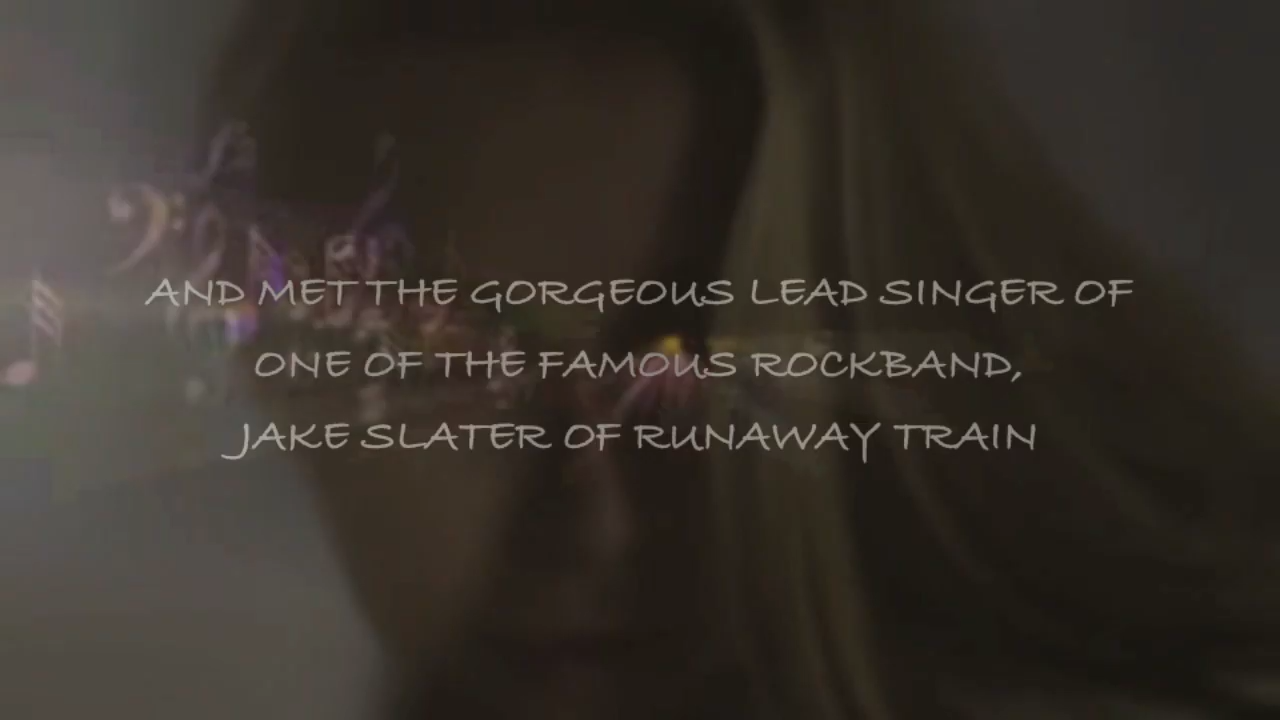 AND MET THE GORGEOUS LEAD SINGER OF
ONE OF THE FAMOUS ROCKBAND,
JAKE SLATER OF RUNAWAY TRAIN